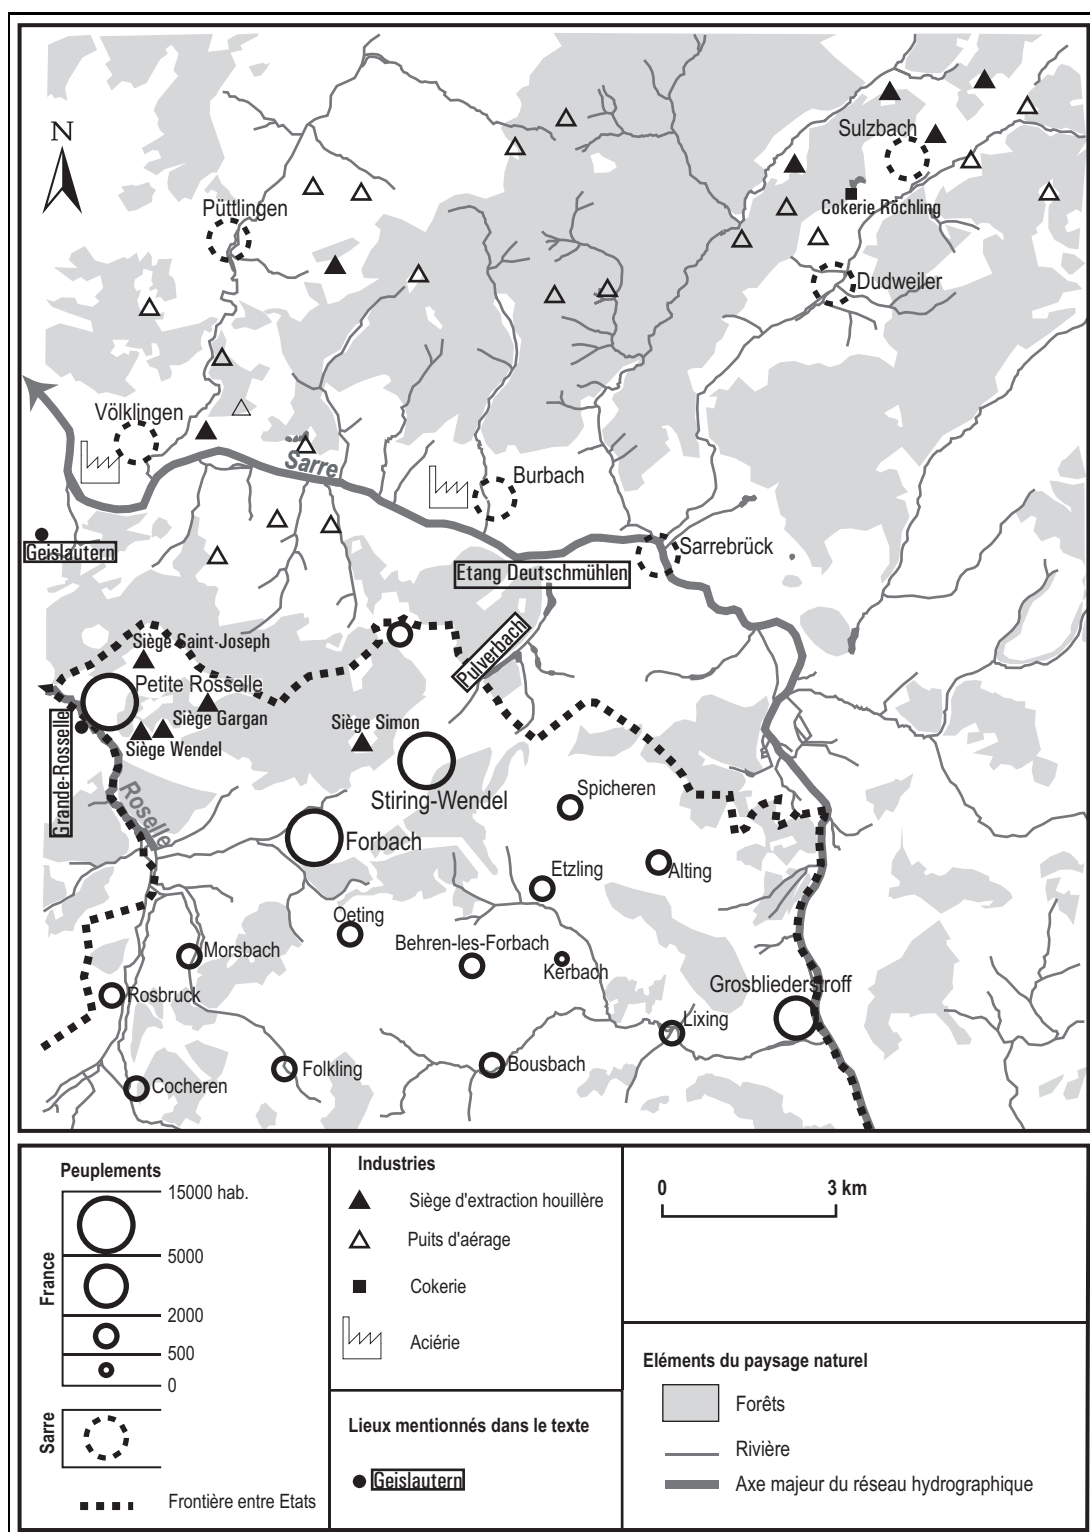 N
Sulzbach
Cokerie Röchling
Püttlingen
Dudweiler
Völklingen
Sarre
Burbach
Geislautern
Sarrebrück
Etang Deutschmühlen
Siège Saint-Joseph
Pulverbach
Petite Rosselle
Siège Gargan
Siège Simon
Siège Wendel
Grande-Rosselle
Roselle
Stiring-Wendel
Spicheren
Forbach
Etzling
Alting
Oeting
Behren-les-Forbach
Morsbach
Kerbach
Grosbliederstroff
Rosbruck
Lixing
Folkling
Bousbach
Cocheren
Peuplements
15000 hab.
5000
2000
500
0
France
Sarre
Frontière entre Etats
Industries
Siège d'extraction houillère
Puits d'aérage
Cokerie
Aciérie
Lieux mentionnés dans le texte
Geislautern
0 3 km
Eléments du paysage naturel
Forêts
Rivière
Axe majeur du réseau hydrographique